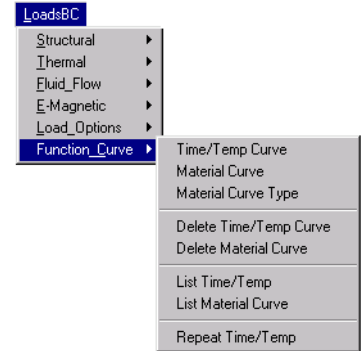 LoadsBC
Structural
Thermal
Fluid_Flow
E-Magnetic
Load_Options
Function_Curve
Time/Temp Curve
Material Curve
Material Curve Type
Delete Time/Temp Curve
Delete Material Curve
List Time/Temp
List Material Curve
Repeat Time/Temp